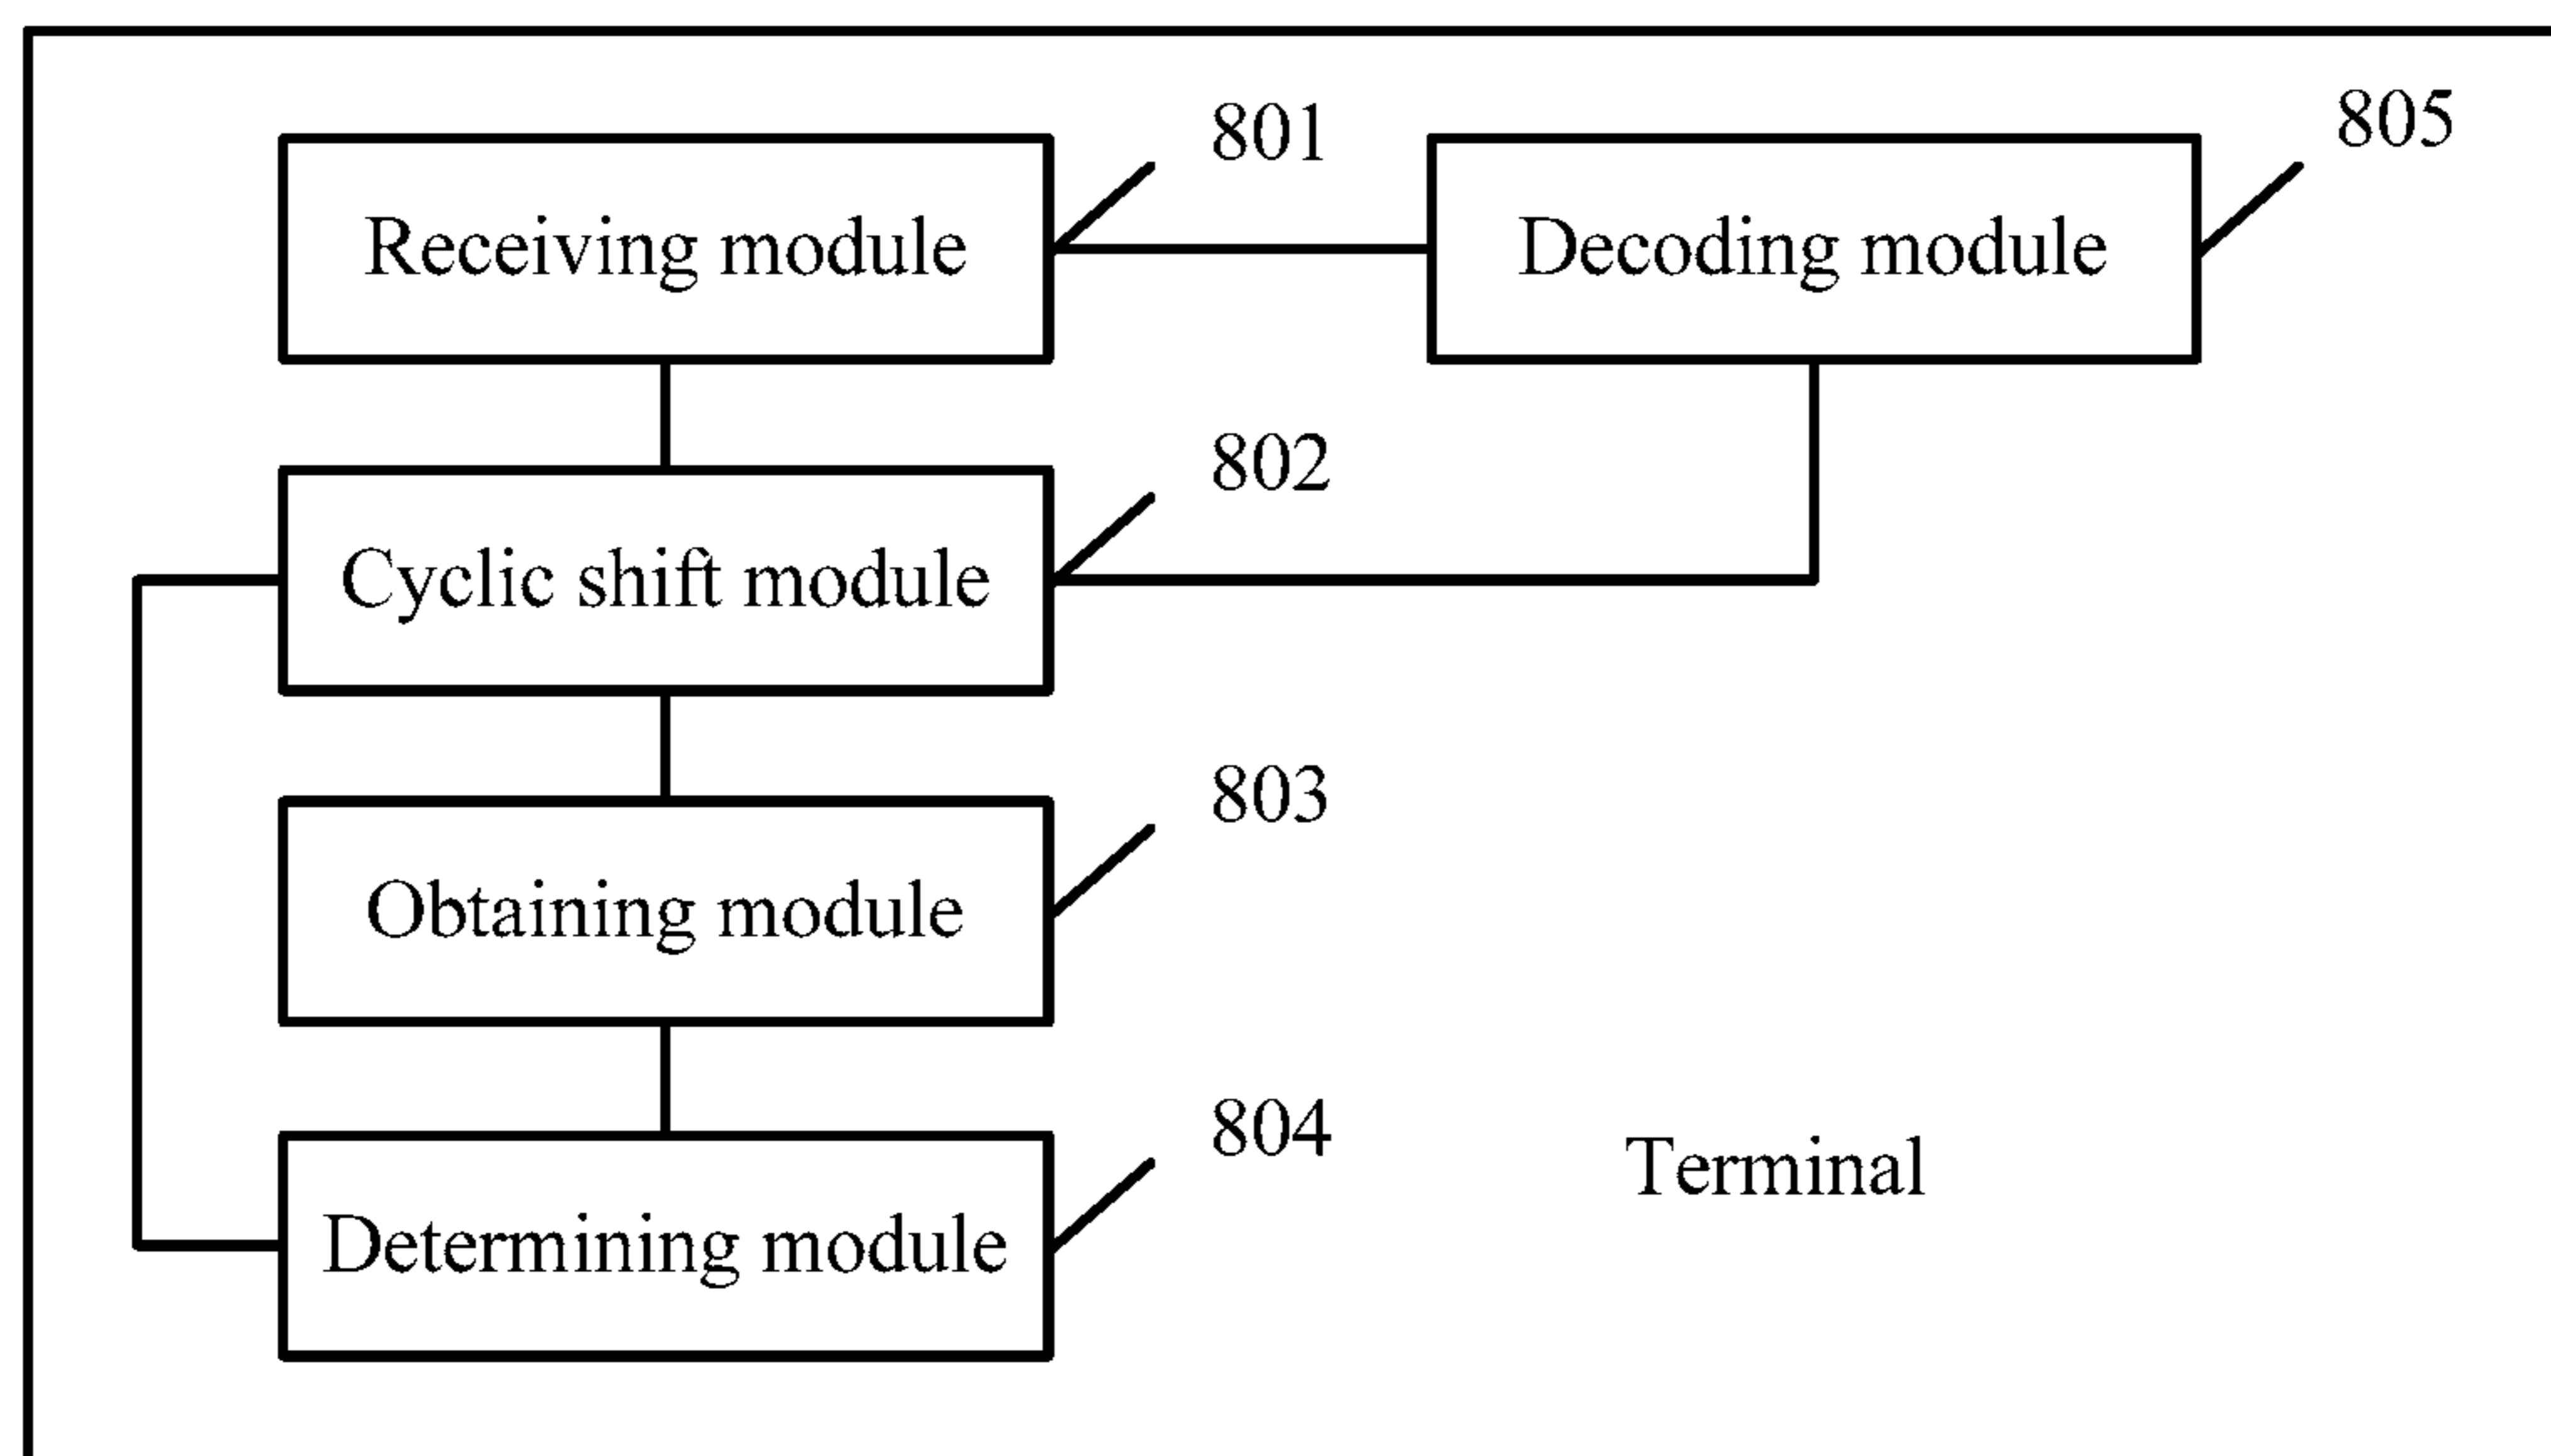 801
805
Receiving module
Decoding module
802
Cyclic shift module
803
Obtaining module
804
Terminal
Determining module